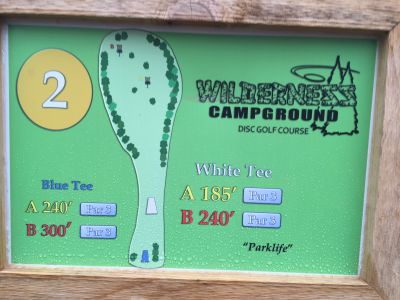 2
WILDERNESS
CAMPGROUND
DISC GOLF COURSE
Blue Tee
A 240' Par 3
B 300' Par 3
White Tee
A 185' Par 3
B 240' Par 3
"Parklife"